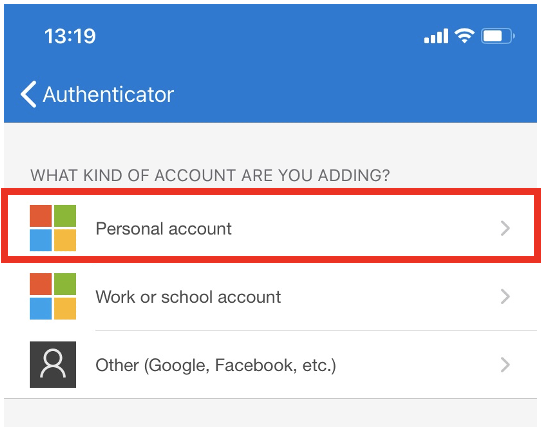 13:19
Authenticator
WHAT KIND OF ACCOUNT ARE YOU ADDING?
Personal account
Work or school account
Other (Google, Facebook, etc.)